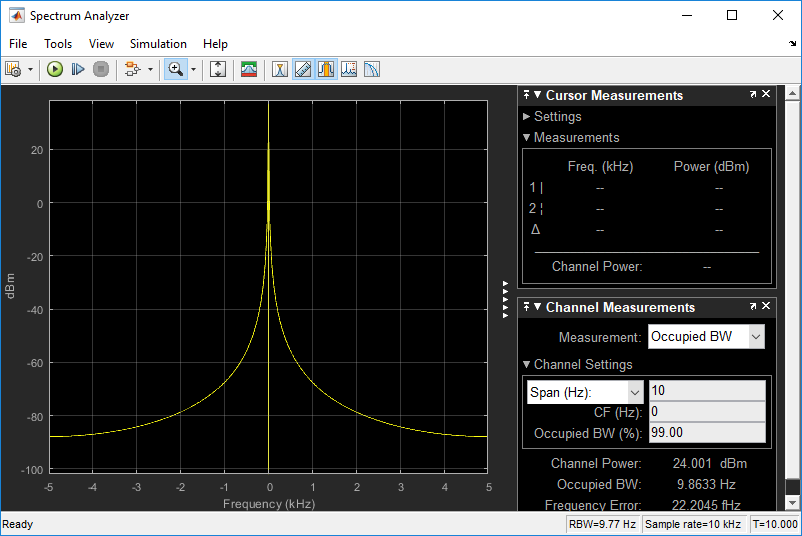 Spectrum Analyzer
File Tools View Simulation Help
Cursor Measurements
Settings
Measurements
Freq. (kHz) Power (dBm)
1 | -- --
2 ¦ -- --
Δ -- --
Channel Power: --
Channel Measurements
Measurement: Occupied BW
Channel Settings
Span (Hz): 10
CF (Hz): 0
Occupied BW (%): 99.00
Channel Power: 24.001 dBm
Occupied BW: 9.8633 Hz
Frequency Error: 22.2045 fHz
dBm
20
0
-20
-40
-60
-80
-100
-5 -4 -3 -2 -1 0 1 2 3 4 5
Frequency (kHz)
Ready RBW=9.77 Hz Sample rate=10 kHz T=10.000